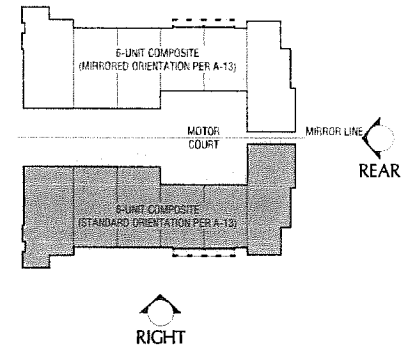 6-UNIT COMPOSITE
(MIRRORED ORIENTATION PER A-13)
MOTOR
COURT
MIRROR LINE
REAR
6-UNIT COMPOSITE
(STANDARD ORIENTATION PER A-13)
RIGHT